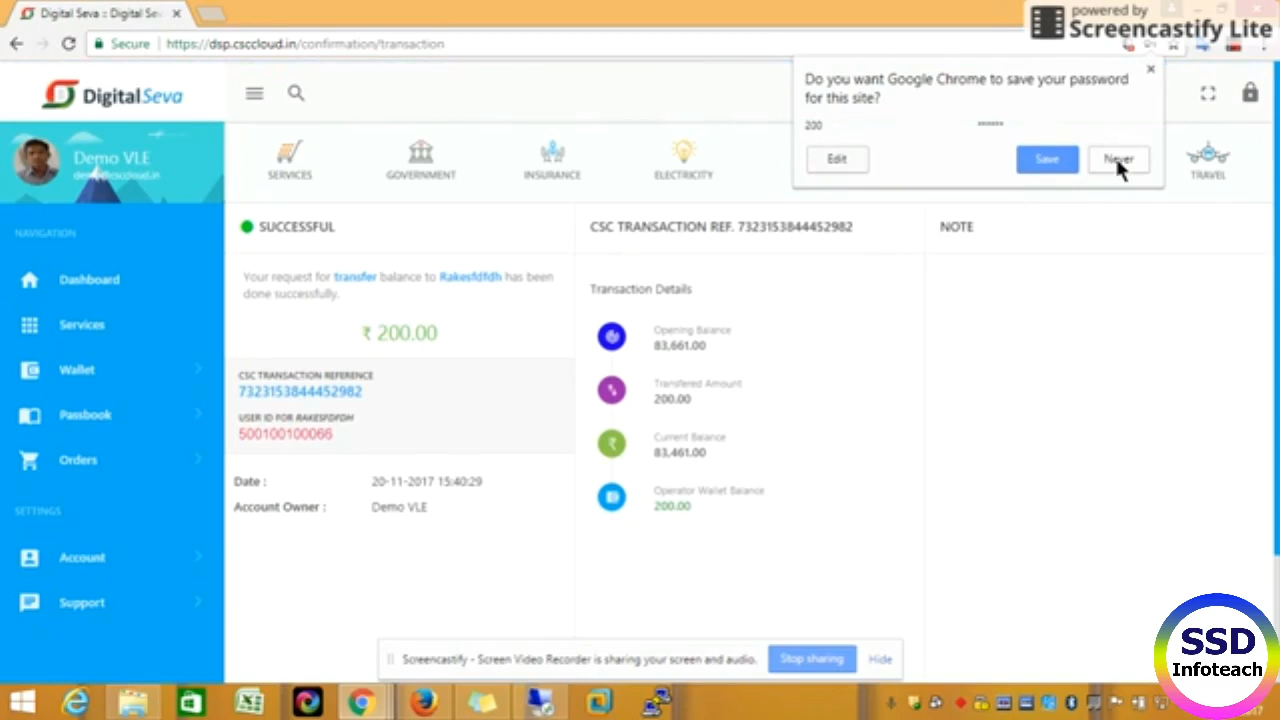 Digital Seva :: Digital Se
powered by
Screencastify Lite
Secure
https://dsp.csccloud.in/confirmation/transaction
DigitalSeva
Do you want Google Chrome to save your password
for this site?
200
••••••
Edit
Save
Never
Demo VLE
SERVICES
GOVERNMENT
INSURANCE
ELECTRICITY
TRAVEL
NAVIGATION
Dashboard
Services
Wallet
Passbook
Orders
SETTINGS
Account
Support
SUCCESSFUL
Your request for transfer balance to Rakesfdfdh has been
done successfully.
₹ 200.00
CSC TRANSACTION REFERENCE
7323153844452982
USER ID FOR RAKESFDFDH
500100100066
Date : 20-11-2017 15:40:29
Account Owner : Demo VLE
CSC TRANSACTION REF. 7323153844452982
Transaction Details
Opening Balance
83,661.00
Transfered Amount
200.00
Current Balance
83,461.00
Operator Wallet Balance
200.00
NOTE
Screencastify - Screen Video Recorder is sharing your screen and audio.
Stop sharing
Hide
SSD
Infoteach